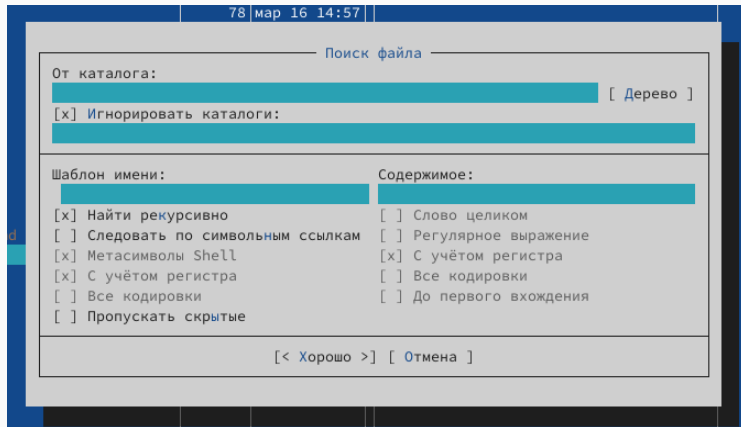 78 мар 16 14:57
Поиск файла
От каталога:
[ Дерево ]
[x] Игнорировать каталоги:
Шаблон имени:
Содержимое:
[x] Найти рекурсивно
[ ] Слово целиком
d
[ ] Следовать по символьным ссылкам
[ ] Регулярное выражение
[x] Метасимволы Shell
[x] С учётом регистра
[x] С учётом регистра
[ ] Все кодировки
[ ] Все кодировки
[ ] До первого вхождения
[ ] Пропускать скрытые
[< Хорошо >] [ Отмена ]